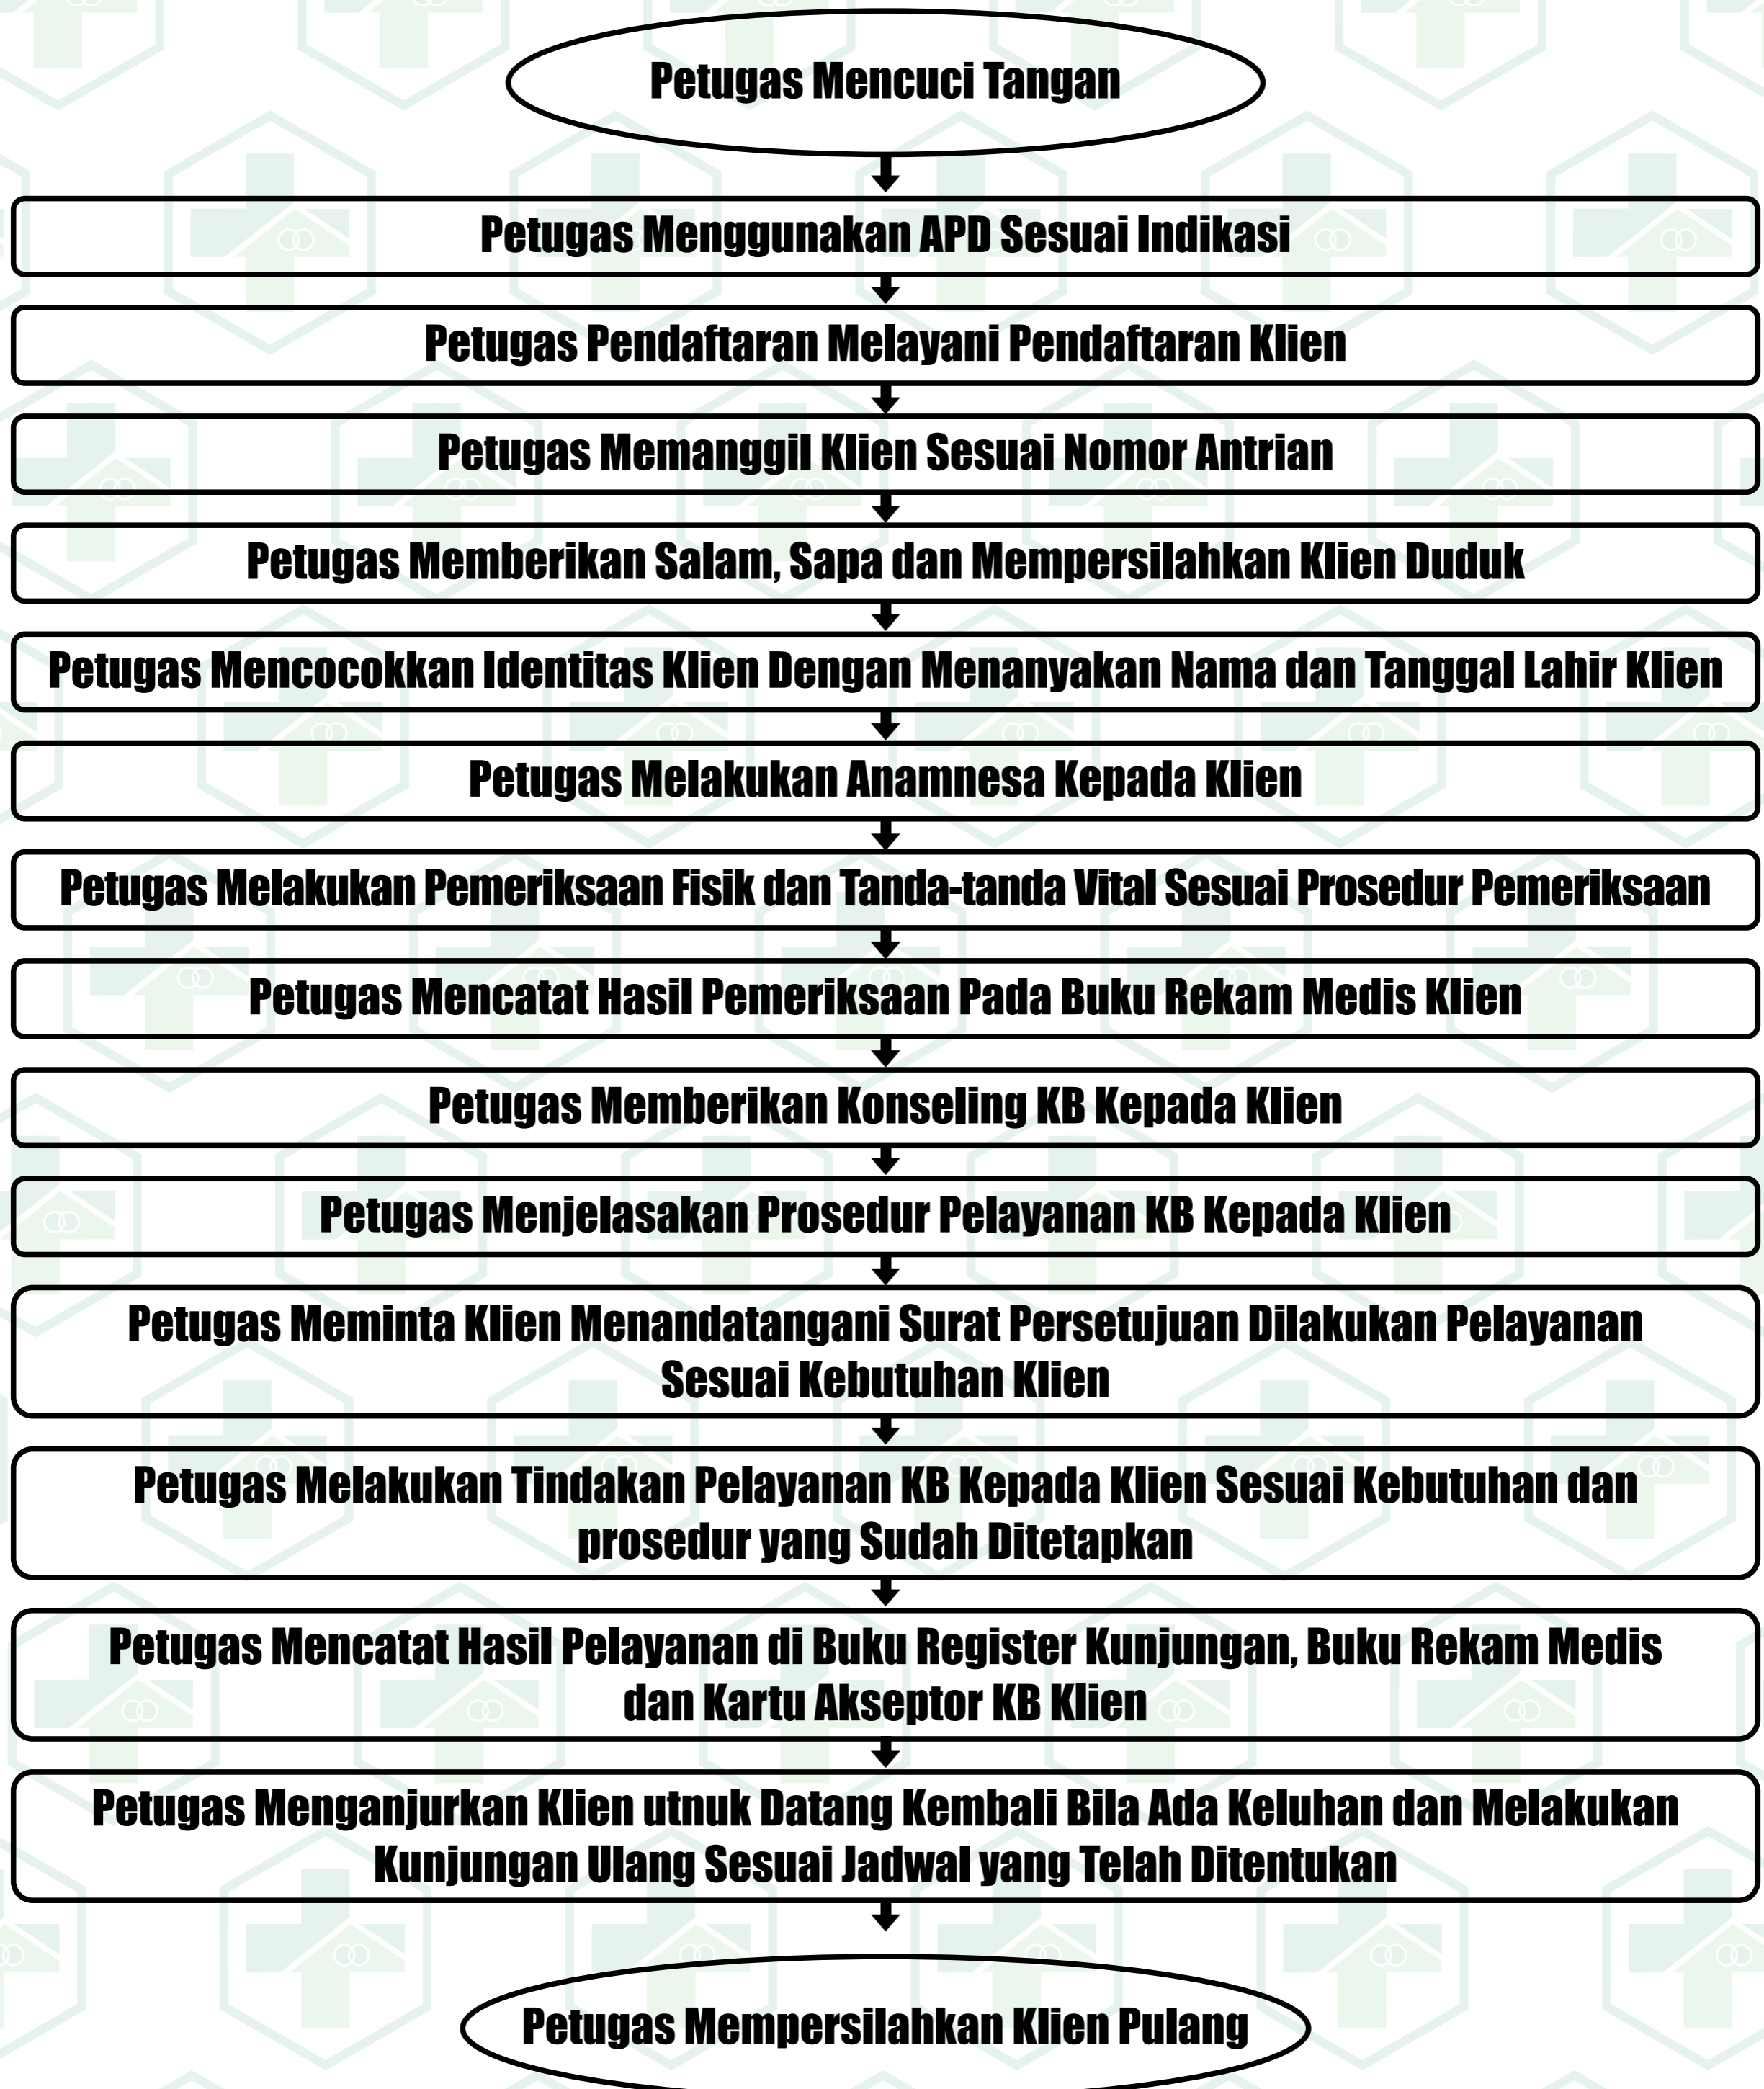 Petugas Mencuci Tangan
Petugas Menggunakan APD Sesuai Indikasi
Petugas Pendaftaran Melayani Pendaftaran Klien
Petugas Memanggil Klien Sesuai Nomor Antrian
Petugas Memberikan Salam, Sapa dan Mempersilahkan Klien Duduk
Petugas Mencocokkan Identitas Klien Dengan Menanyakan Nama dan Tanggal Lahir Klien
Petugas Melakukan Anamnesa Kepada Klien
Petugas Melakukan Pemeriksaan Fisik dan Tanda-tanda Vital Sesuai Prosedur Pemeriksaan
Petugas Mencatat Hasil Pemeriksaan Pada Buku Rekam Medis Klien
Petugas Memberikan Konseling KB Kepada Klien
Petugas Menjelasakan Prosedur Pelayanan KB Kepada Klien
Petugas Meminta Klien Menandatangani Surat Persetujuan Dilakukan Pelayanan
Sesuai Kebutuhan Klien
Petugas Melakukan Tindakan Pelayanan KB Kepada Klien Sesuai Kebutuhan dan
prosedur yang Sudah Ditetapkan
Petugas Mencatat Hasil Pelayanan di Buku Register Kunjungan, Buku Rekam Medis
dan Kartu Akseptor KB Klien
Petugas Menganjurkan Klien utnuk Datang Kembali Bila Ada Keluhan dan Melakukan
Kunjungan Ulang Sesuai Jadwal yang Telah Ditentukan
Petugas Mempersilahkan Klien Pulang